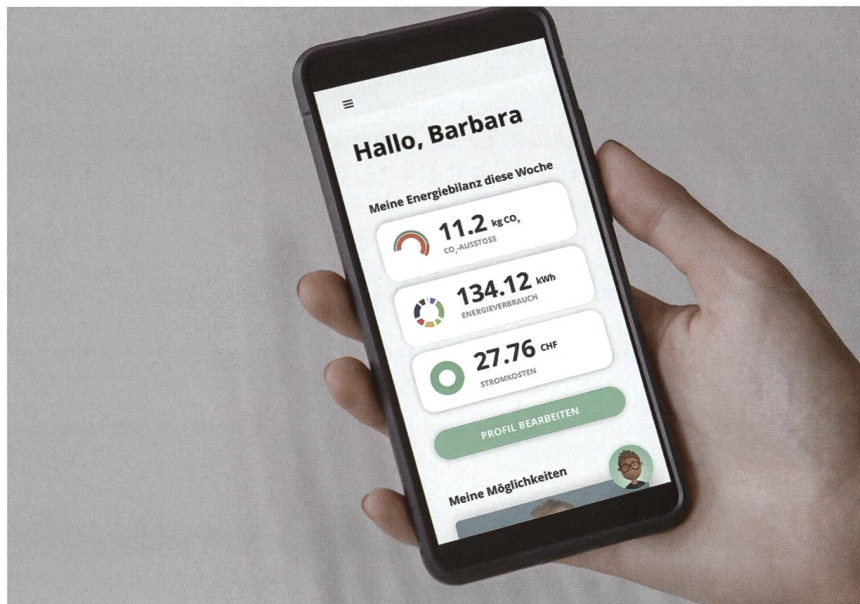 Hallo, Barbara
Meine Energiebilanz diese Woche
11.2 kg CO₂
CO₂-AUSSTOSS
134.12 kWh
ENERGIEVERBRAUCH
27.76 CHF
STROMKOSTEN
PROFIL BEARBEITEN
Meine Möglichkeiten